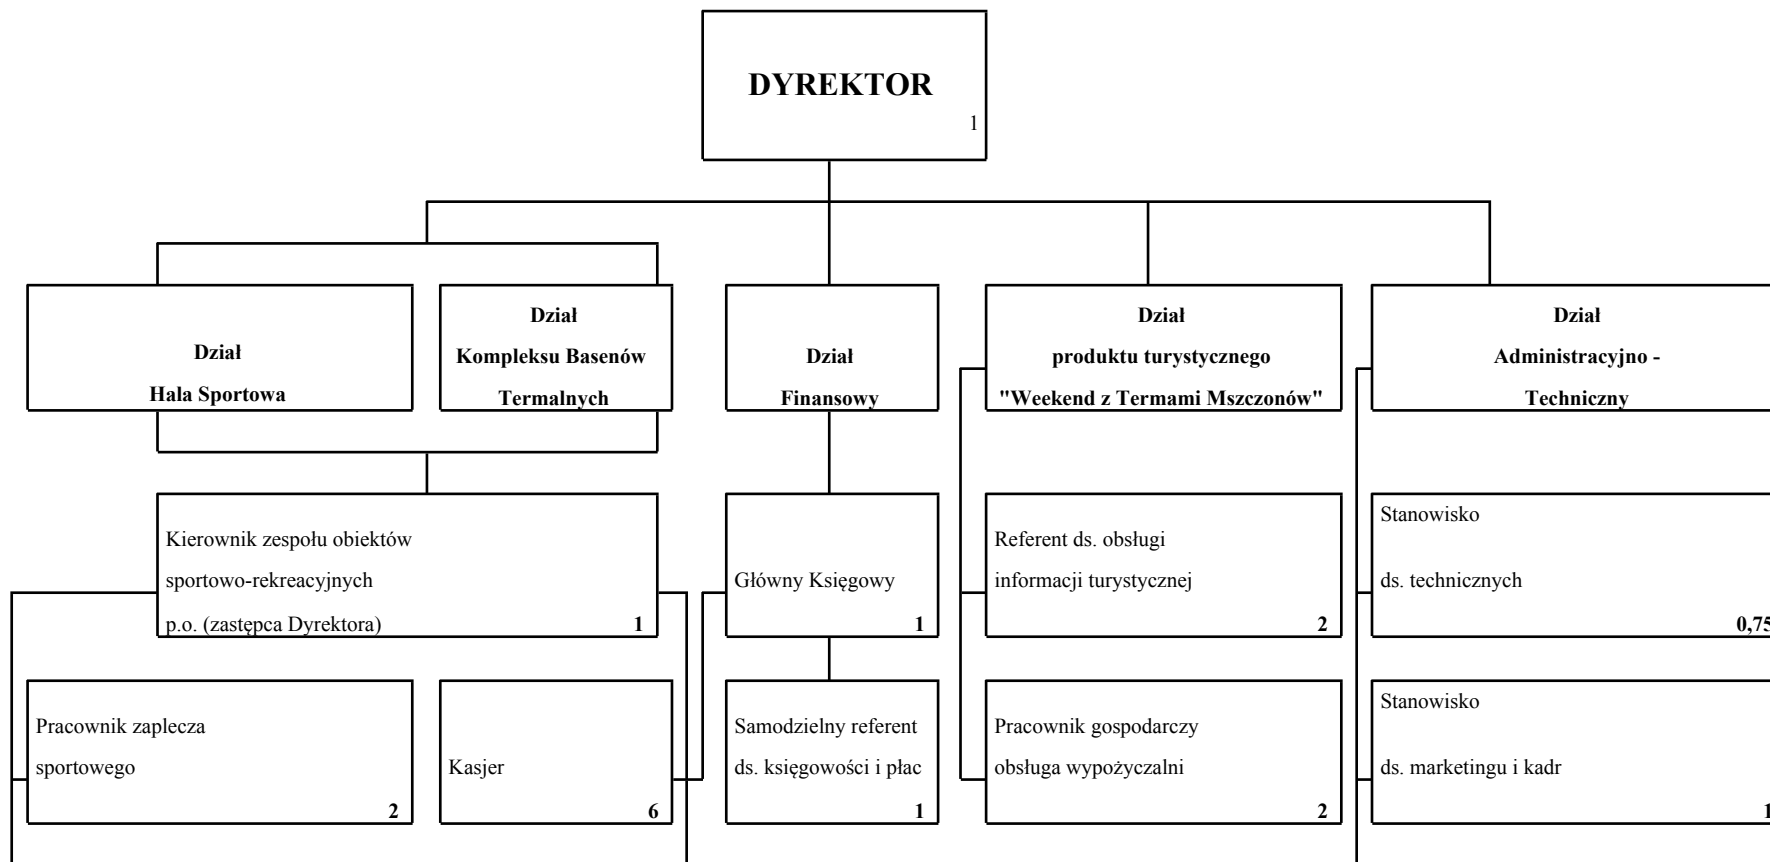 DYREKTOR
1
Dział
Hala Sportowa
Dział
Kompleksu Basenów
Termalnych
Dział
Finansowy
Dział
produktu turystycznego
"Weekend z Termami Mszczonów"
Dział
Administracyjno -
Techniczny
Kierownik zespołu obiektów
sportowo-rekreacyjnych
p.o. (zastępca Dyrektora)
1
Główny Księgowy
1
Referent ds. obsługi
informacji turystycznej
2
Stanowisko
ds. technicznych
0,75
Pracownik zaplecza
sportowego
2
Kasjer
6
Samodzielny referent
ds. księgowości i płac
1
Pracownik gospodarczy
obsługa wypożyczalni
2
Stanowisko
ds. marketingu i kadr
1